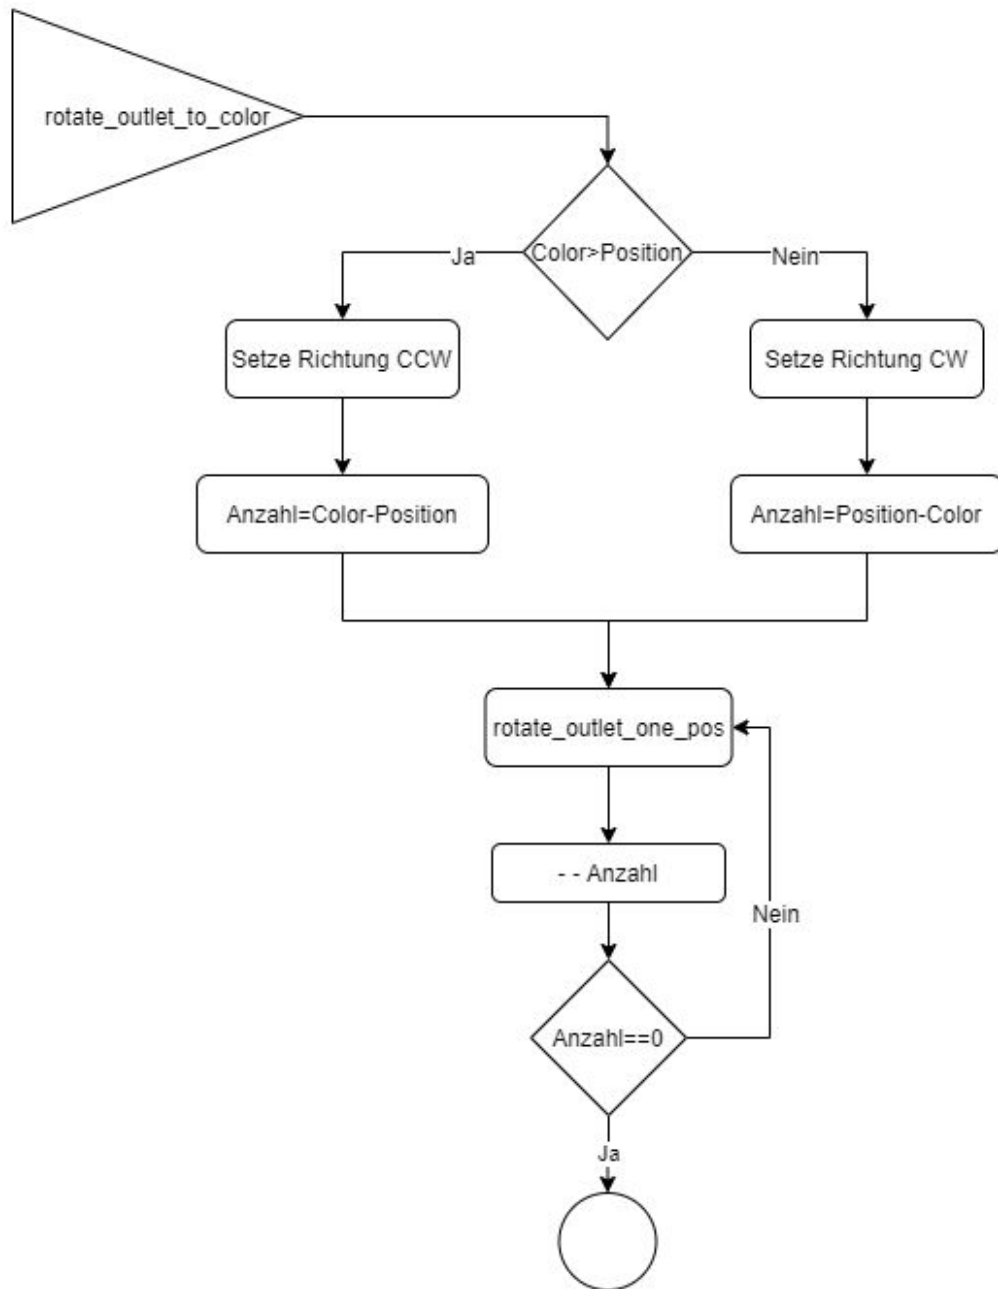 rotate_outlet_to_color
Color>Position
Ja
Nein
Setze Richtung CCW
Setze Richtung CW
Anzahl=Color-Position
Anzahl=Position-Color
rotate_outlet_one_pos
- - Anzahl
Nein
Anzahl==0
Ja